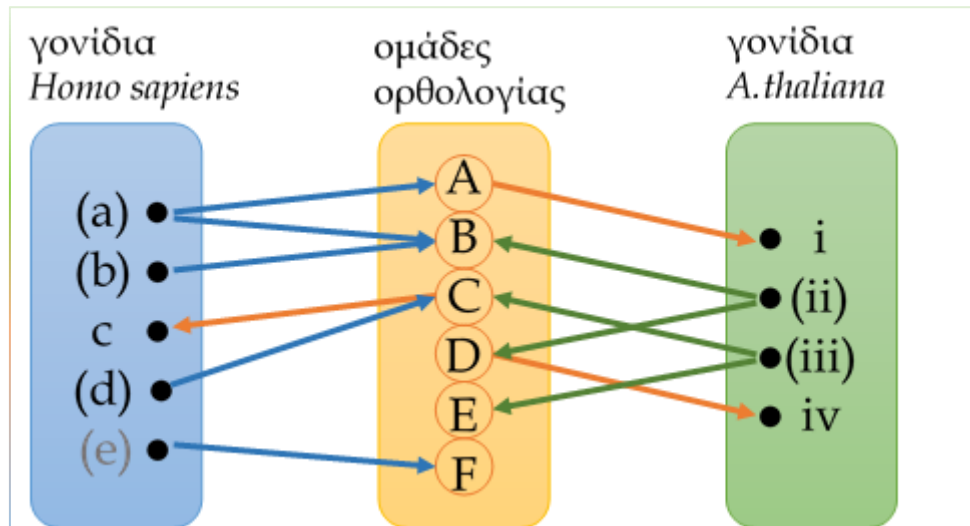 γονίδια
Homo sapiens
ομάδες
ορθολογίας
γονίδια
A.thaliana
(a)
(b)
c
(d)
(e)
A
B
C
D
E
F
i
(ii)
(iii)
iv